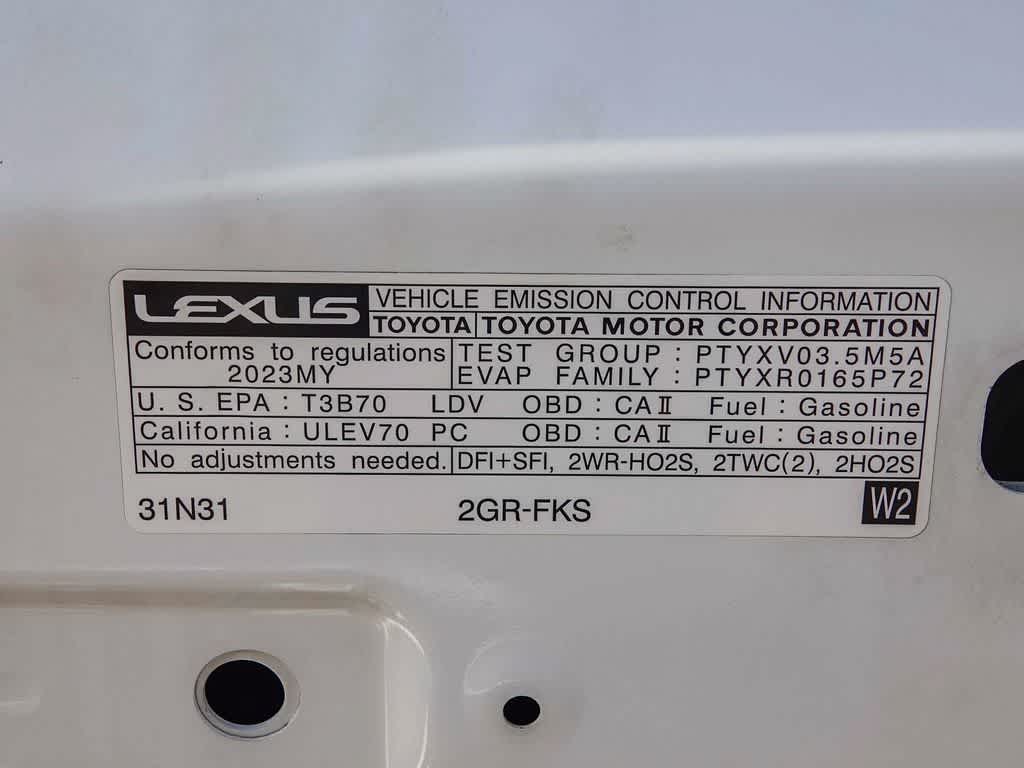 LEXUS VEHICLE EMISSION CONTROL INFORMATION
TOYOTA TOYOTA MOTOR CORPORATION
Conforms to regulations TEST GROUP : PTYXV03.5M5A
2023MY EVAP FAMILY : PTYXR0165P72
U. S. EPA : T3B70 LDV OBD : CAⅡ Fuel : Gasoline
California : ULEV70 PC OBD : CAⅡ Fuel : Gasoline
No adjustments needed. DFI+SFI, 2WR-HO2S, 2TWC(2), 2HO2S
31N31 2GR-FKS W2